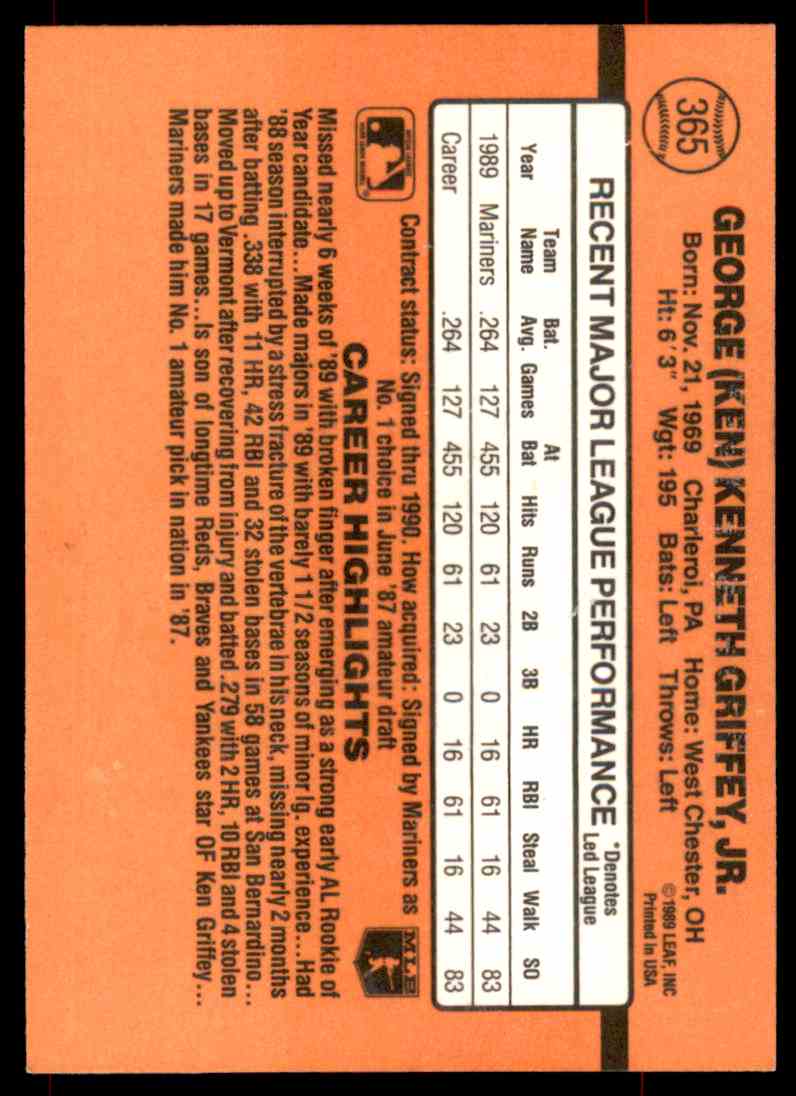 365
GEORGE (KEN) KENNETH GRIFFEY, JR.
Born: Nov. 21, 1969 Charleroi, PA Home: West Chester, OH
Ht: 6' 3" Wgt: 195 Bats: Left Throws: Left
©1989 LEAF, INC
Printed in USA
RECENT MAJOR LEAGUE PERFORMANCE
*Denotes
Led League
Year Team Name Bat. Avg. Games At Bat Hits Runs 2B 3B HR RBI Steal Walk SO
1989 Mariners .264 127 455 120 61 23 0 16 61 16 44 83
Career .264 127 455 120 61 23 0 16 61 16 44 83
Contract status: Signed thru 1990. How acquired: Signed by Mariners as
No. 1 choice in June '87 amateur draft
MLB
CAREER HIGHLIGHTS
Missed nearly 6 weeks of '89 with broken finger after emerging as a strong early AL Rookie of
Year candidate...Made majors in '89 with barely 1 1/2 seasons of minor lg. experience...Had
'88 season interrupted by a stress fracture of the vertebrae in his neck, missing nearly 2 months
after batting .338 with 11 HR, 42 RBI and 32 stolen bases in 58 games at San Bernardino...
Moved up to Vermont after recovering from injury and batted .279 with 2 HR, 10 RBI and 4 stolen
bases in 17 games...Is son of longtime Reds, Braves and Yankees star OF Ken Griffey...
Mariners made him No. 1 amateur pick in nation in '87.